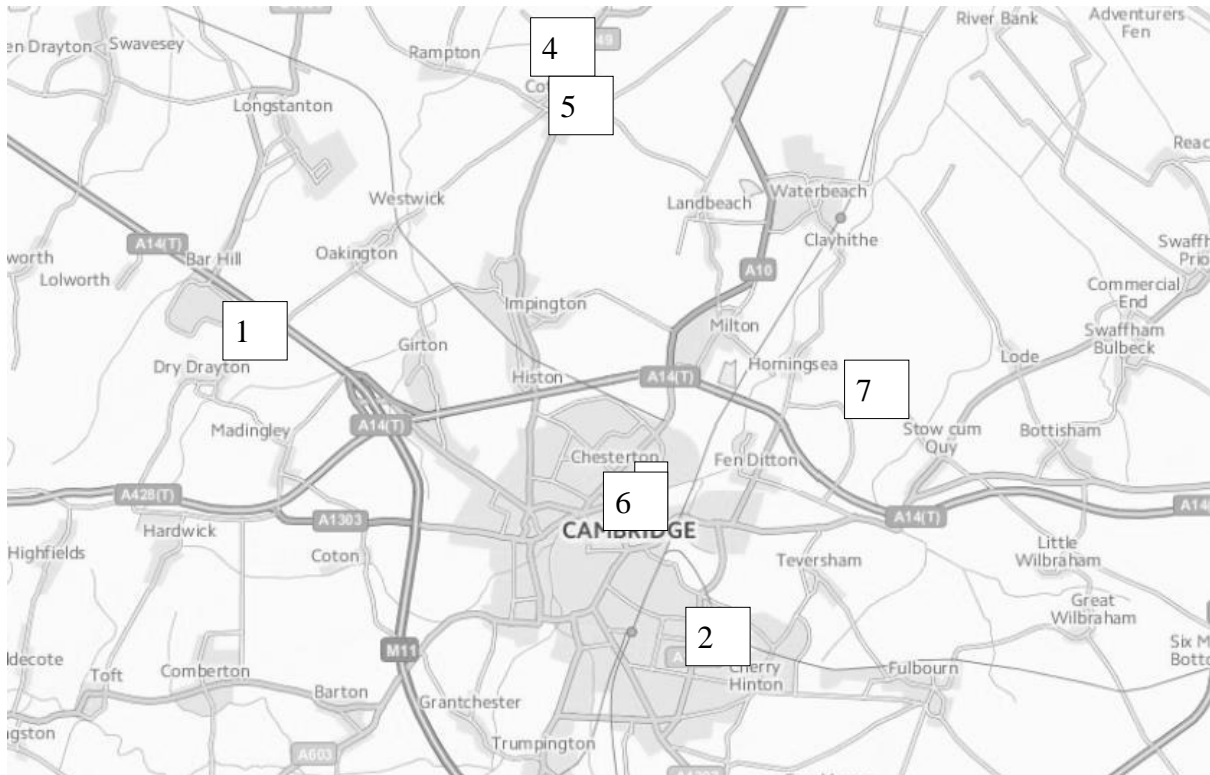 River Bank
Adventurers
Fen
en Drayton
Swavesey
4
49
Rampton
5
Longstanton
Reac
Westwick
Waterbeach
Landbeach
Clayhithe
A14(T)
Oakington
Bar Hill
worth
Lolworth
Swaffh
Prio
A10
Commercial
End
Impington
1
Milton
Swaffham
Bulbeck
Girton
Dry Drayton
Horningsea
Lode
Histon
A14(T)
7
A14(T)
Madingley
Stow cum
Quy
Bottisham
Chesterton
Fen Ditton
A428(T)
6
A14(T)
A14(
A1303
Hardwick
CAMBRIDGE
Highfields
Coton
Teversham
Little
Wilbraham
Great
Wilbraham
2
M11
Six M
Botto
ldecote
Toft
Comberton
Cherry
Hinton
Fulbourn
Barton
Grantchester
ngston
A603
Trumpington